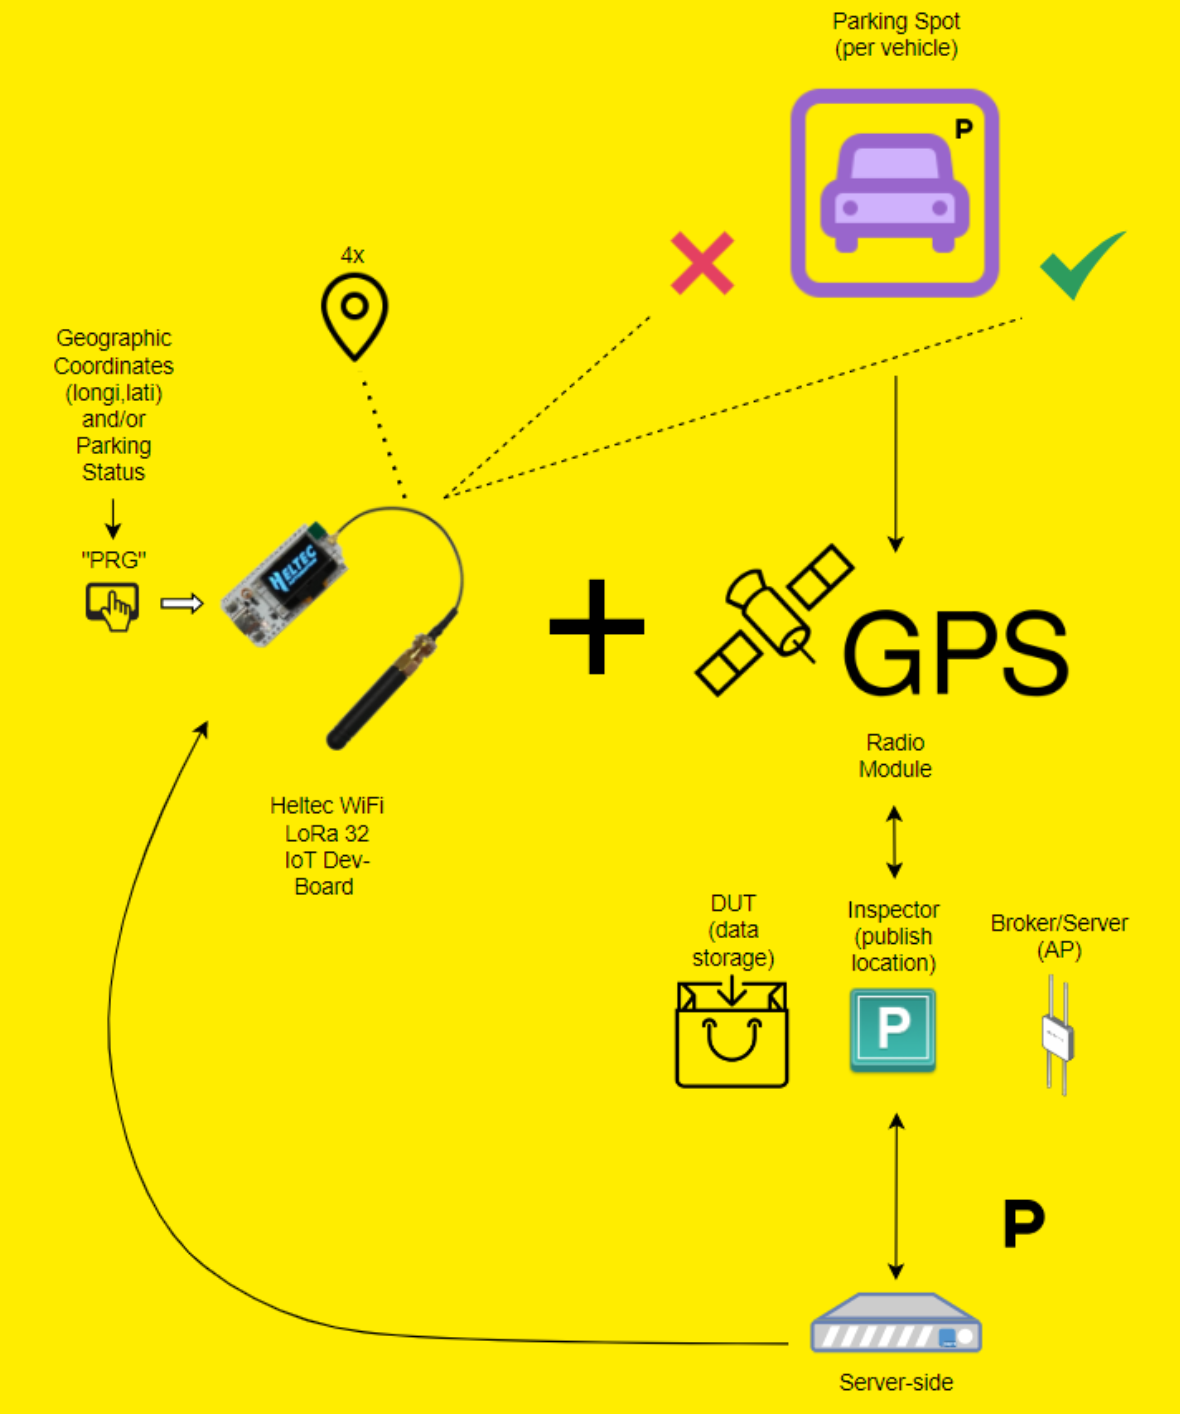 Parking Spot
(per vehicle)
P
4x
Geographic
Coordinates
(longi,lati)
and/or
Parking
Status
"PRG"
HELTEC
GPS
Radio
Module
Heltec WiFi
LoRa 32
IoT Dev-
Board
DUT
(data
storage)
Inspector
(publish
location)
Broker/Server
(AP)
P
P
Server-side